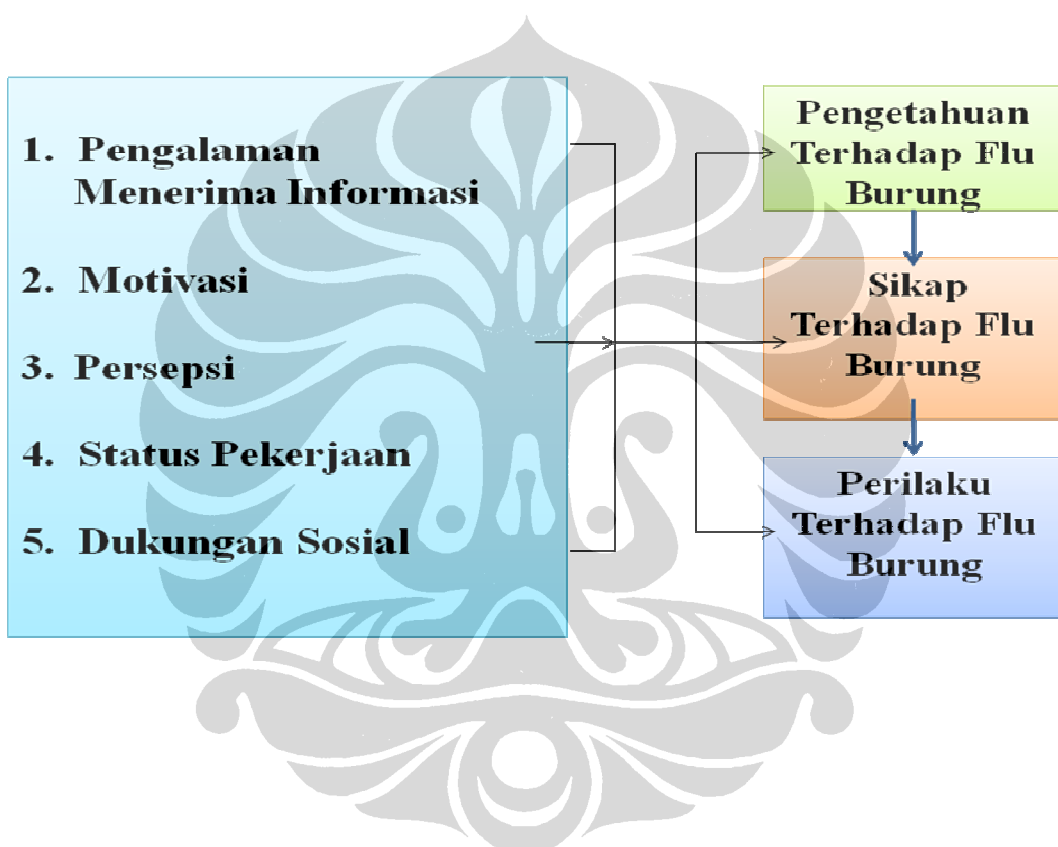 1. Pengalaman
Menerima Informasi
2. Motivasi
3. Persepsi
4. Status Pekerjaan
5. Dukungan Sosial
Pengetahuan
Terhadap Flu
Burung
Sikap
Terhadap Flu
Burung
Perilaku
Terhadap Flu
Burung